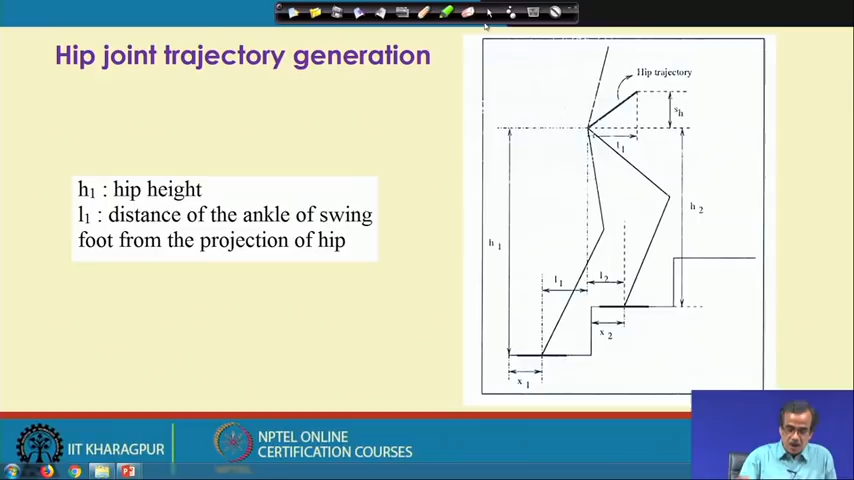 Hip joint trajectory generation
h1 : hip height
l1 : distance of the ankle of swing
foot from the projection of hip
Hip trajectory
sh
l1
h2
h1
l1
l2
x2
x1
IIT KHARAGPUR
NPTEL ONLINE
CERTIFICATION COURSES